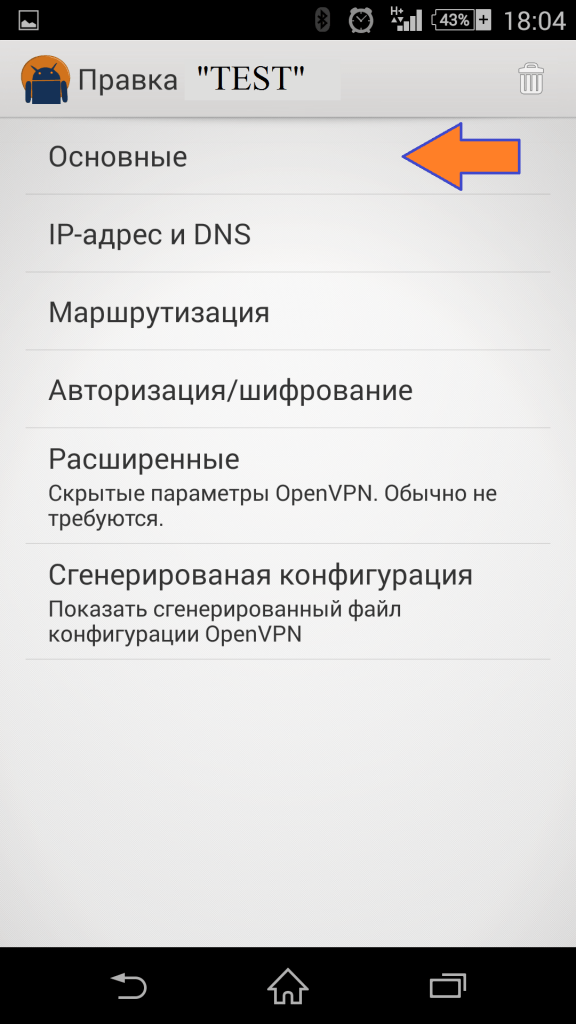 H+
43%
18:04
Правка "TEST"
Основные
IP-адрес и DNS
Маршрутизация
Авторизация/шифрование
Расширенные
Скрытые параметры OpenVPN. Обычно не
требуются.
Сгенерированая конфигурация
Показать сгенерированный файл
конфигурации OpenVPN